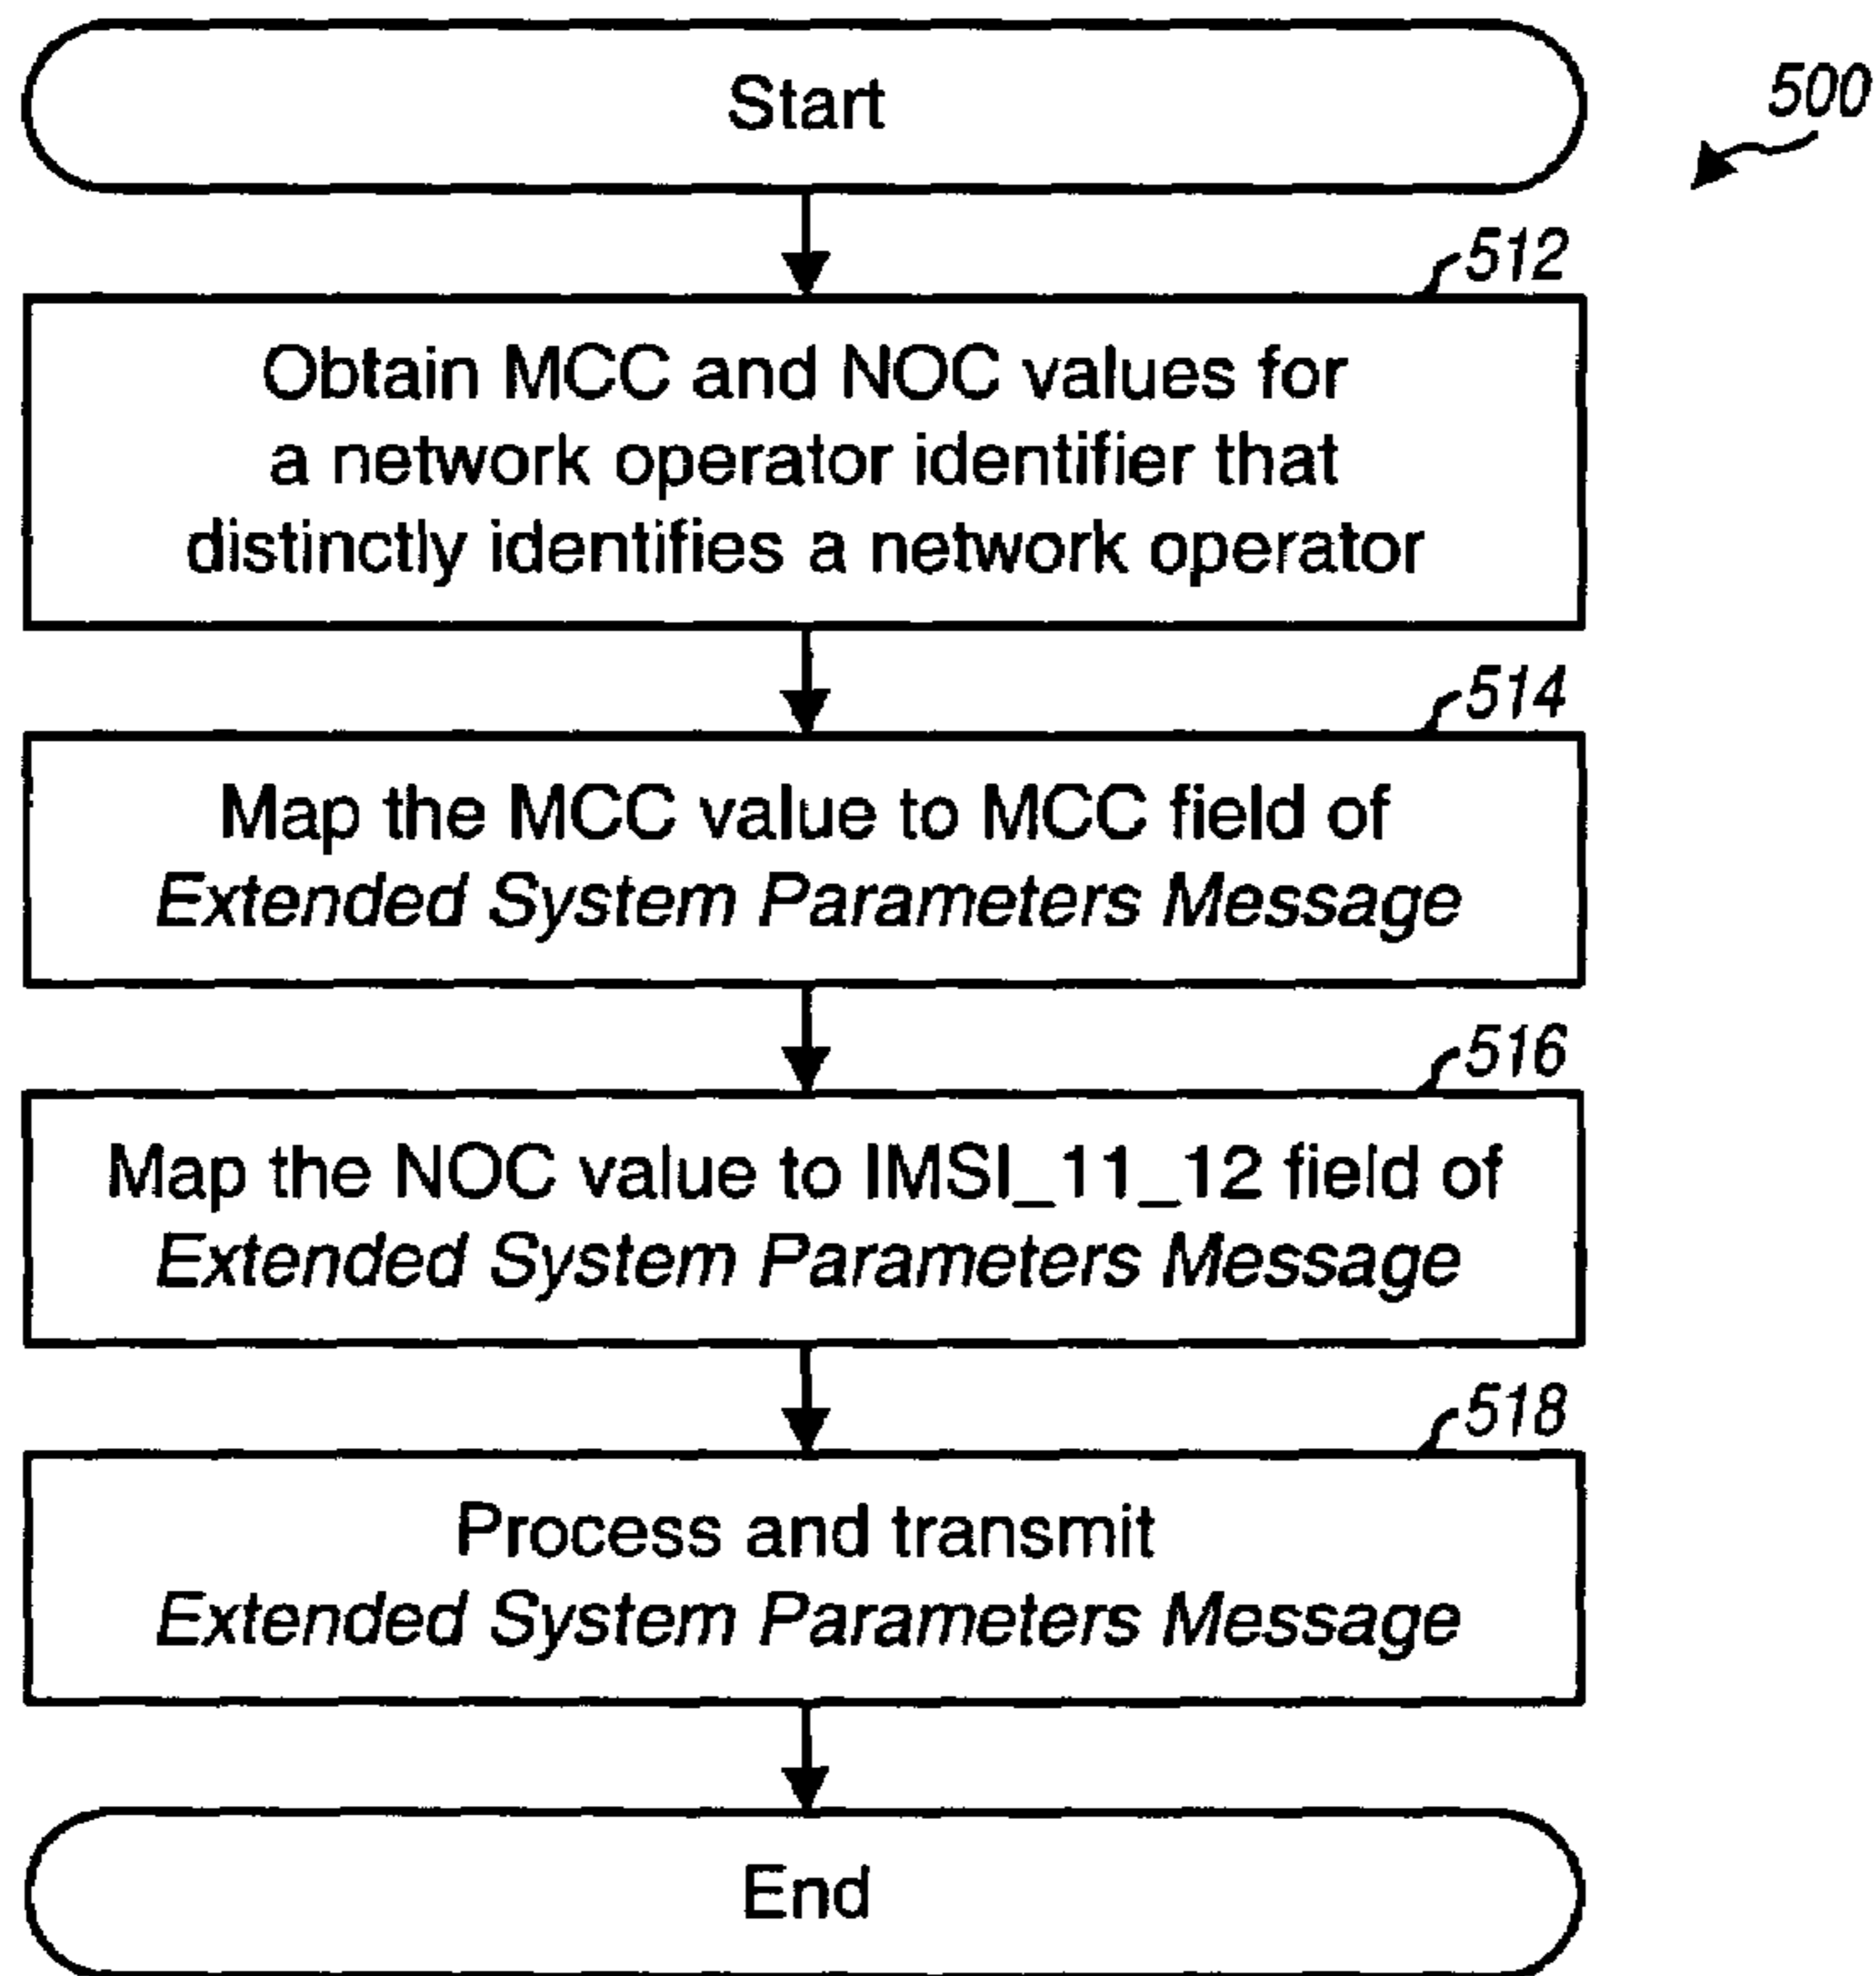 Start
500
512
Obtain MCC and NOC values for
a network operator identifier that
distinctly identifies a network operator
514
Map the MCC value to MCC field of
Extended System Parameters Message
516
Map the NOC value to IMSI_11_12 field of
Extended System Parameters Message
518
Process and transmit
Extended System Parameters Message
End